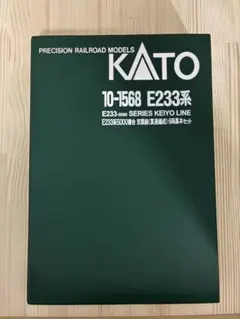 PRECISION RAILROAD MODELS
KATO
10-1568 E233系
E233-5000 SERIES KEIYO LINE
E233系5000番台 京葉線(貫通編成) 6両基本セット